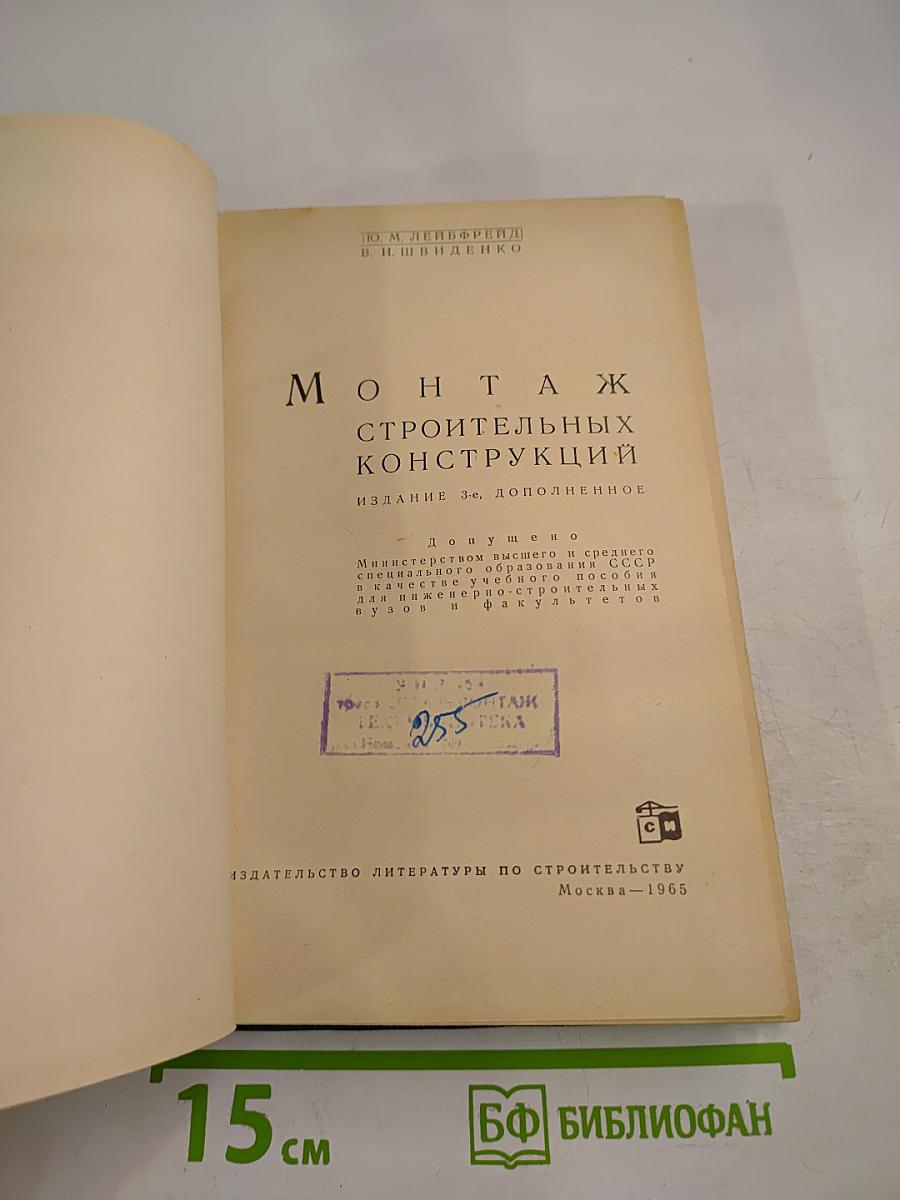 Ю. М. ЛЕЙБФРЕЙД
В. И. ШВИДЕНКО
МОНТАЖ
СТРОИТЕЛЬНЫХ
КОНСТРУКЦИЙ
ИЗДАНИЕ 3-е, ДОПОЛНЕННОЕ
Допущено
Министерством высшего и среднего
специального образования СССР
в качестве учебного пособия
для инженерно-строительных
вузов и факультетов
255
СИ
ИЗДАТЕЛЬСТВО ЛИТЕРАТУРЫ ПО СТРОИТЕЛЬСТВУ
Москва—1965
15 см
БФ БИБЛИОФАН